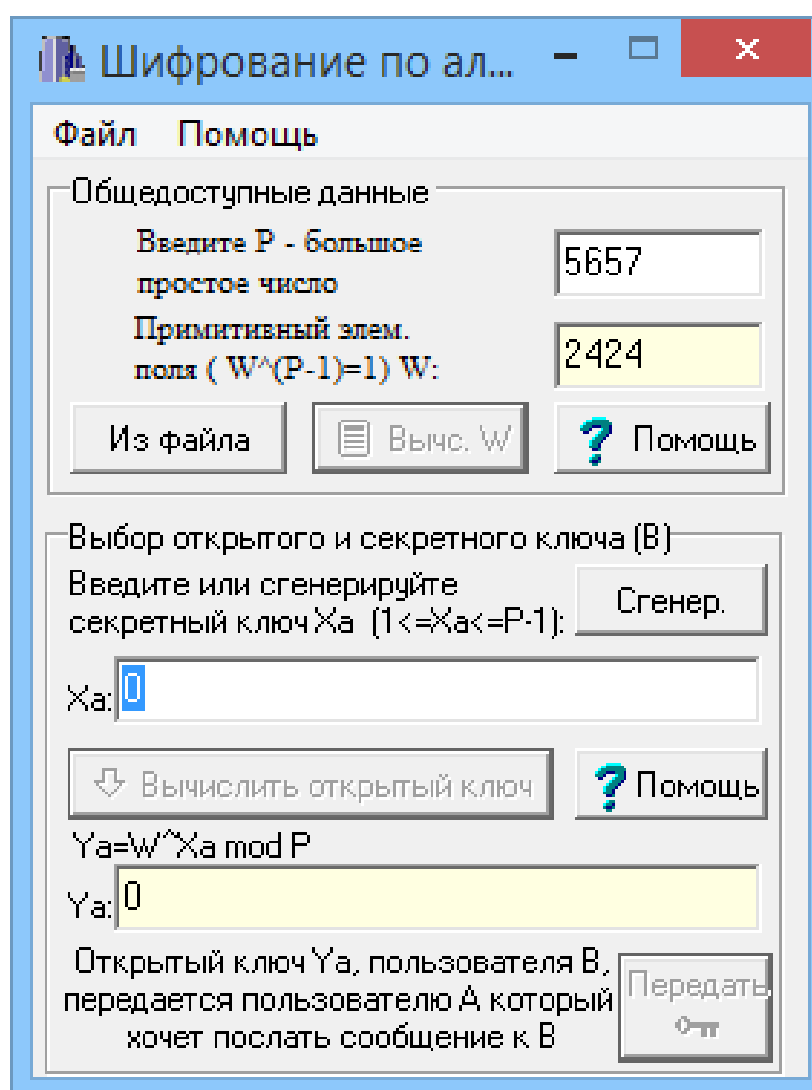 Шифрование по ал...
Файл Помощь
Общедоступные данные
Введите P - большое
простое число
5657
Примитивный элем.
поля ( W^(P-1)=1) W:
2424
Из файла Выч. W ? Помощь
Выбор открытого и секретного ключа (B)
Введите или сгенерируйте
секретный ключ Xa (1<=Xa<=P-1):
Сгенер.
Xa: 0
Вычислить открытый ключ ? Помощь
Ya=W^Xa mod P
Ya: 0
Открытый ключ Ya, пользователя B,
передается пользователю A который
хочет послать сообщение к B
Передать